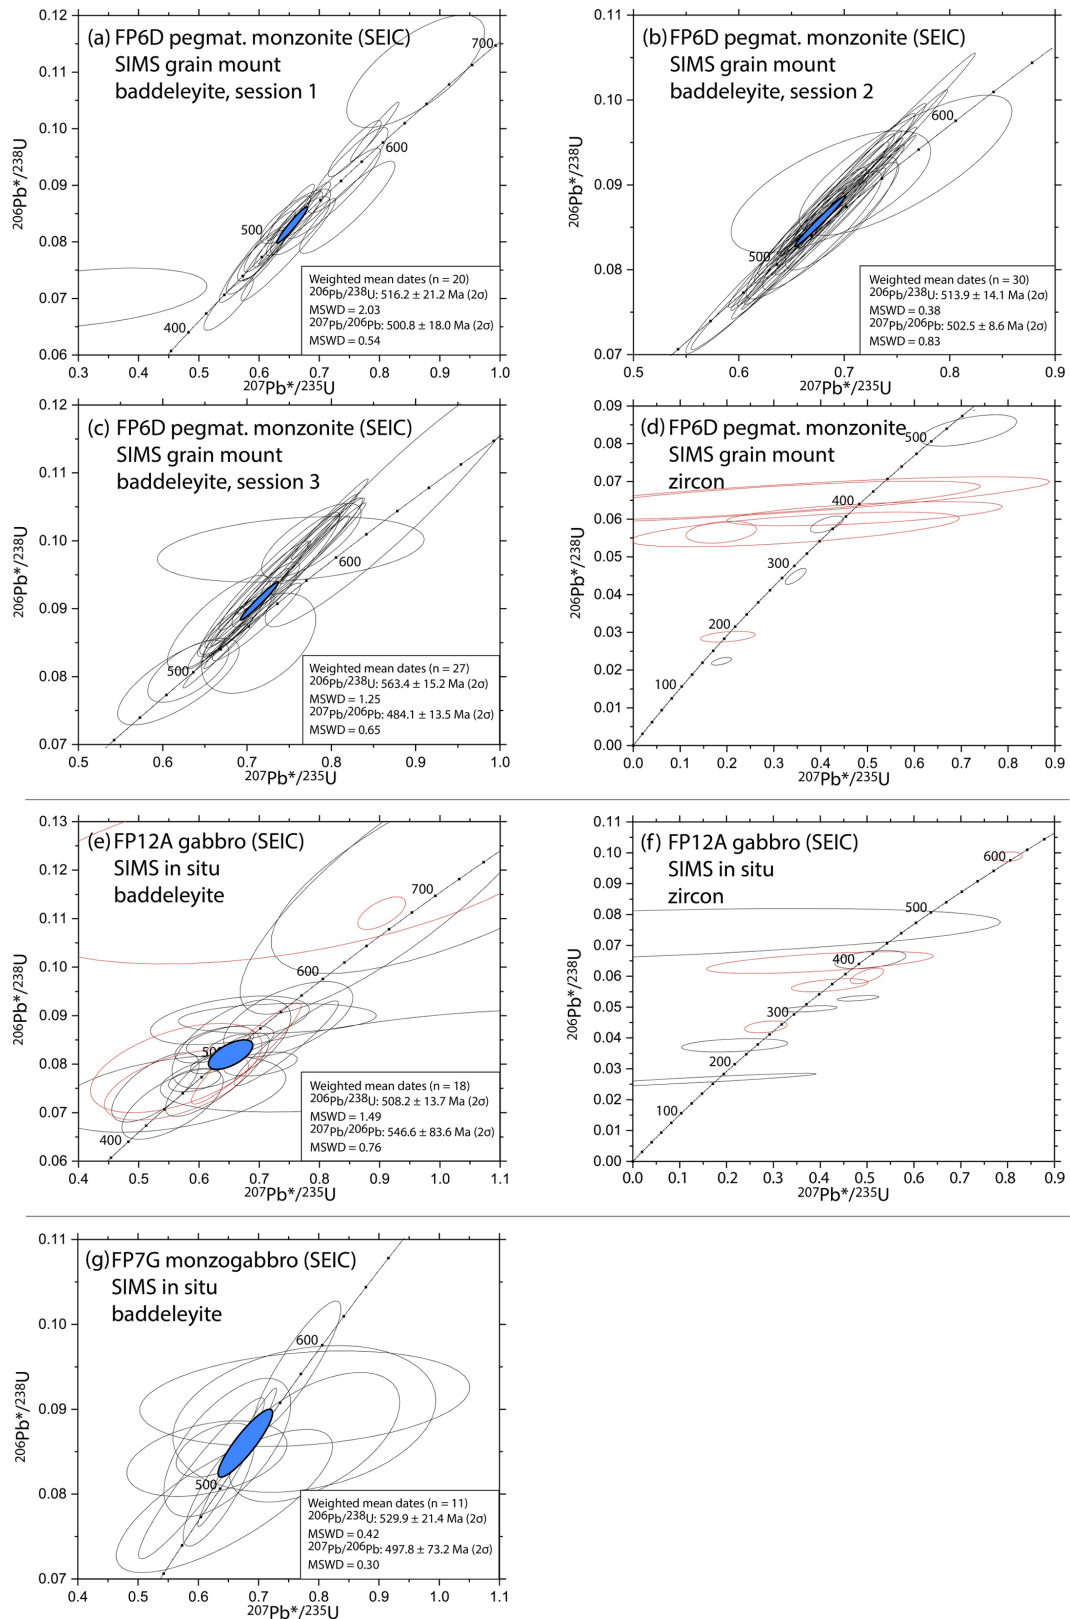 (a) FP6D pegmat. monzonite (SEIC)
SIMS grain mount
baddeleyite, session 1
700
600
500
400
Weighted mean dates (n = 20)
206Pb/238U: 516.2 ± 21.2 Ma (2σ)
MSWD = 2.03
207Pb/206Pb: 500.8 ± 18.0 Ma (2σ)
MSWD = 0.54
0.12
0.11
0.10
0.09
0.08
0.07
0.06
206Pb*/238U
0.2 0.3 0.4 0.5 0.6 0.7 0.8 0.9 1.0
207Pb*/235U
(b) FP6D pegmat. monzonite (SEIC)
SIMS grain mount
baddeleyite, session 2
600
500
Weighted mean dates (n = 30)
206Pb/238U: 513.9 ± 14.1 Ma (2σ)
MSWD = 0.38
207Pb/206Pb: 502.5 ± 8.6 Ma (2σ)
MSWD = 0.83
0.11
0.10
0.09
0.08
0.07
206Pb*/238U
0.5 0.6 0.7 0.8 0.9
207Pb*/235U
(c) FP6D pegmat. monzonite (SEIC)
SIMS grain mount
baddeleyite, session 3
600
500
Weighted mean dates (n = 27)
206Pb/238U: 563.4 ± 15.2 Ma (2σ)
MSWD = 1.25
207Pb/206Pb: 484.1 ± 13.5 Ma (2σ)
MSWD = 0.65
0.12
0.11
0.10
0.09
0.08
0.07
206Pb*/238U
0.5 0.6 0.7 0.8 0.9 1.0
207Pb*/235U
(d) FP6D pegmat. monzonite
SIMS grain mount
zircon
500
400
300
200
100
0.09
0.08
0.07
0.06
0.05
0.04
0.03
0.02
0.01
0.00
206Pb*/238U
0.0 0.1 0.2 0.3 0.4 0.5 0.6 0.7 0.8 0.9
207Pb*/235U
(e) FP12A gabbro (SEIC)
SIMS in situ
baddeleyite
700
600
500
400
Weighted mean dates (n = 18)
206Pb/238U: 508.2 ± 13.7 Ma (2σ)
MSWD = 1.49
207Pb/206Pb: 546.6 ± 83.6 Ma (2σ)
MSWD = 0.76
0.13
0.12
0.11
0.10
0.09
0.08
0.07
0.06
206Pb*/238U
0.4 0.5 0.6 0.7 0.8 0.9 1.0 1.1
207Pb*/235U
(f) FP12A gabbro (SEIC)
SIMS in situ
zircon
600
500
400
300
200
100
0.11
0.10
0.09
0.08
0.07
0.06
0.05
0.04
0.03
0.02
0.01
0.00
206Pb*/238U
0.0 0.1 0.2 0.3 0.4 0.5 0.6 0.7 0.8 0.9
207Pb*/235U
(g) FP7G monzogabbro (SEIC)
SIMS in situ
baddeleyite
600
500
Weighted mean dates (n = 11)
206Pb/238U: 529.9 ± 21.4 Ma (2σ)
MSWD = 0.42
207Pb/206Pb: 497.8 ± 73.2 Ma (2σ)
MSWD = 0.30
0.11
0.10
0.09
0.08
0.07
206Pb*/238U
0.4 0.5 0.6 0.7 0.8 0.9 1.0 1.1
207Pb*/235U